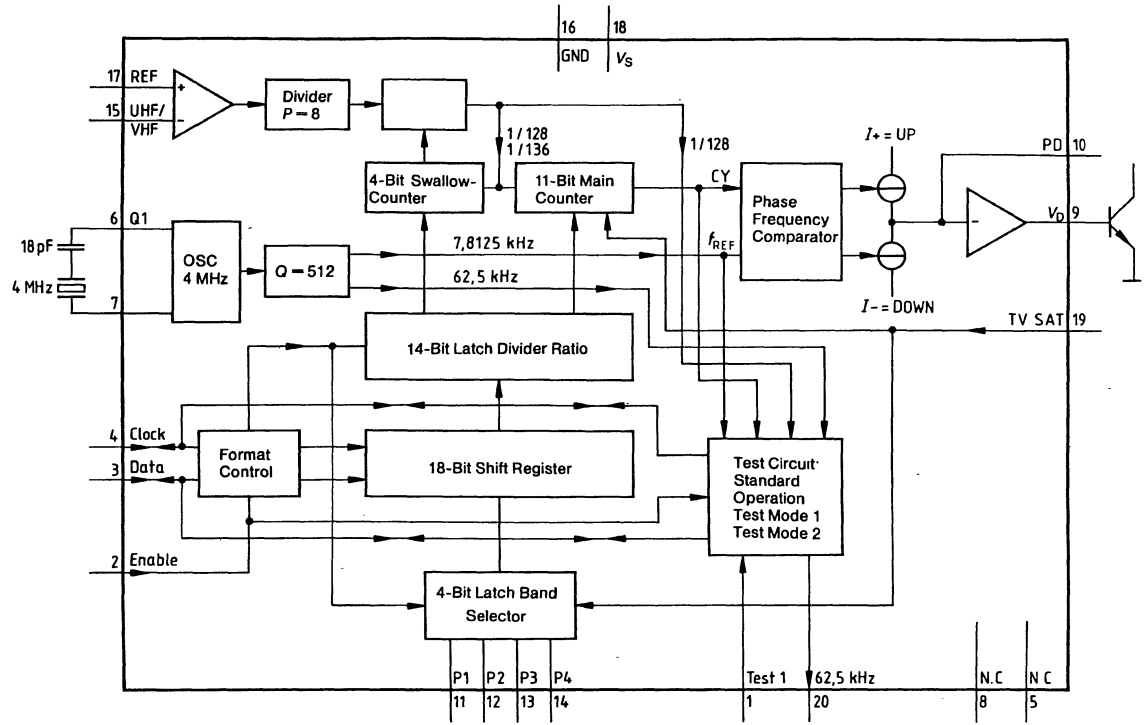 16
18
GND
VS
17 REF
+
15 UHF/
VHF
−
Divider
P = 8
1/128
1/136
1/128
4-Bit Swallow-
Counter
11-Bit Main
Counter
CY
fREF
Phase
Frequency
Comparator
I+ = UP
I− = DOWN
PD 10
−
VD 9
6 Q1
18 pF
4 MHz
7
OSC
4 MHz
Q = 512
7,8125 kHz
62,5 kHz
TV SAT 19
14-Bit Latch Divider Ratio
4 Clock
3 Data
Format
Control
18-Bit Shift Register
Test Circuit
Standard
Operation
Test Mode 1
Test Mode 2
2 Enable
4-Bit Latch Band
Selector
P1 P2 P3 P4
11 12 13 14
Test 1
1
62,5 kHz
20
N.C
8
N C
5